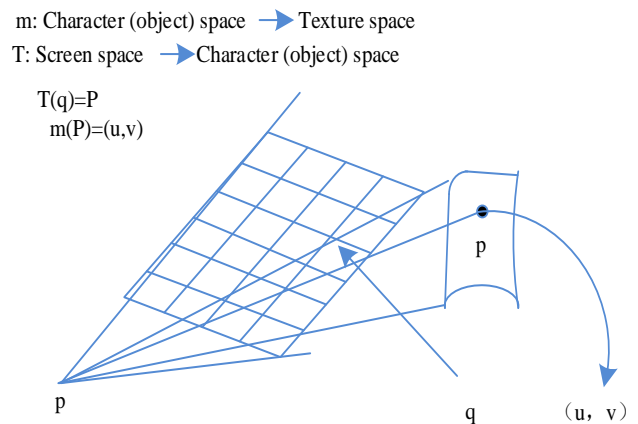 m: Character (object) space → Texture space
T: Screen space → Character (object) space
T(q)=P
m(P)=(u,v)
p
p
q
（u，v）